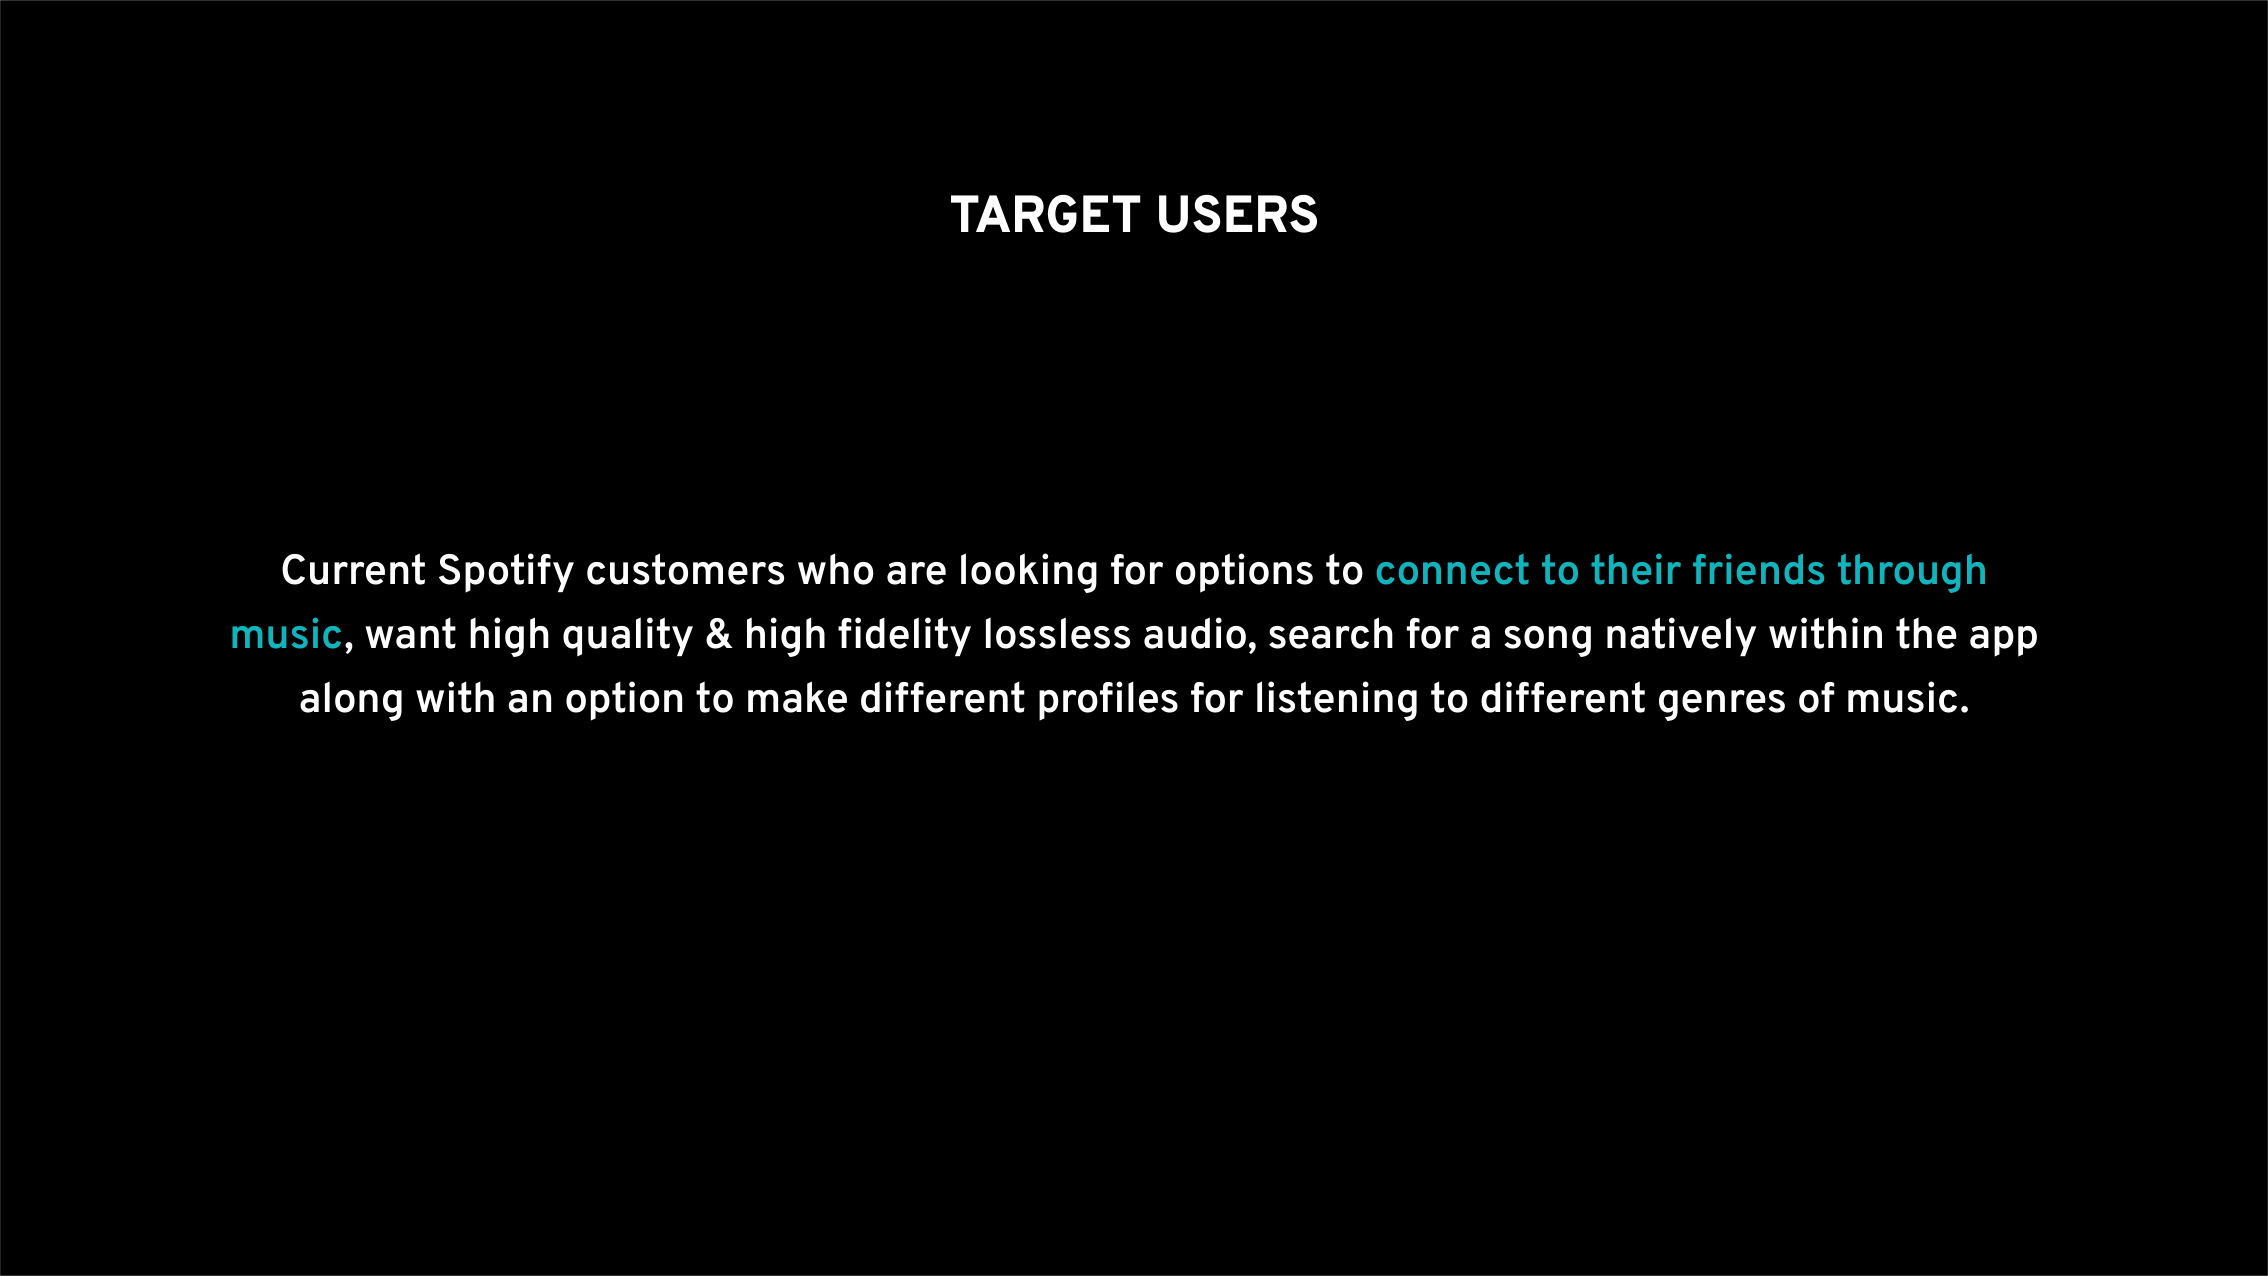 TARGET USERS
Current Spotify customers who are looking for options to connect to their friends through
music, want high quality & high fidelity lossless audio, search for a song natively within the app
along with an option to make different profiles for listening to different genres of music.